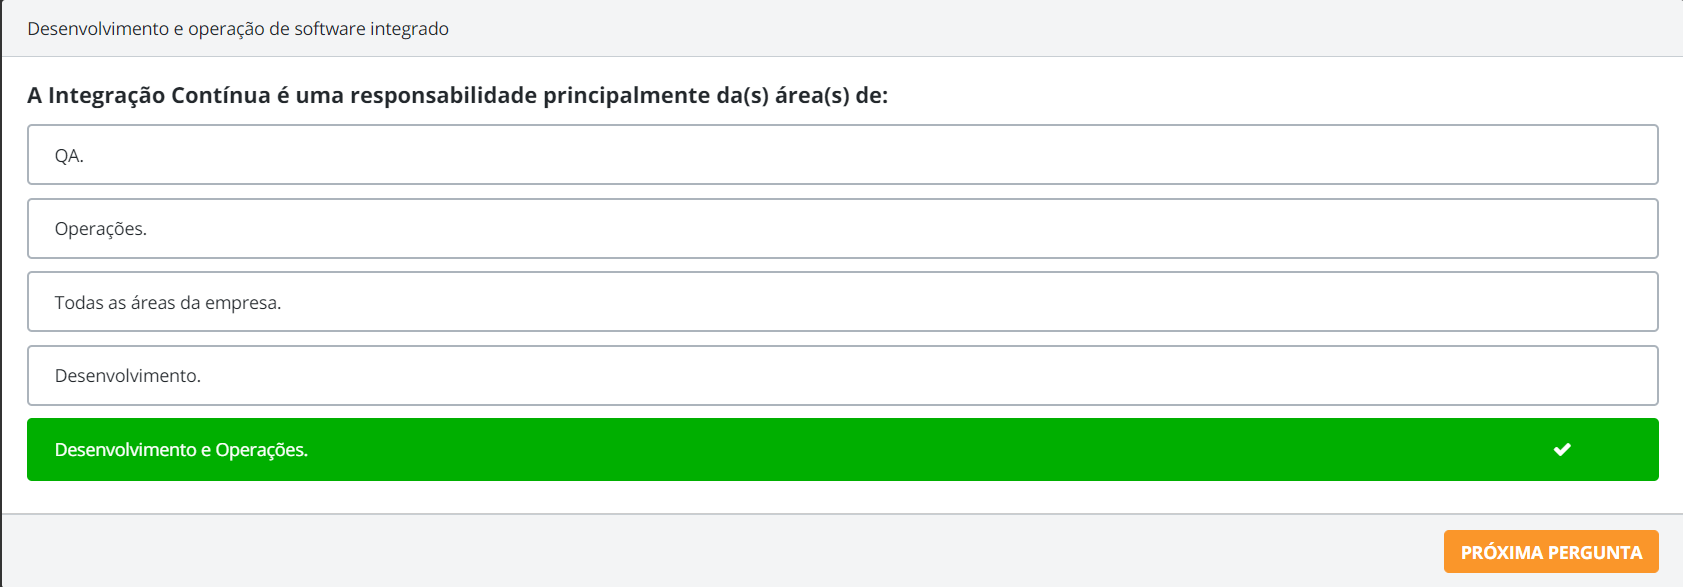 Desenvolvimento e operação de software integrado
A Integração Contínua é uma responsabilidade principalmente da(s) área(s) de:
QA.
Operações.
Todas as áreas da empresa.
Desenvolvimento.
Desenvolvimento e Operações.
PRÓXIMA PERGUNTA